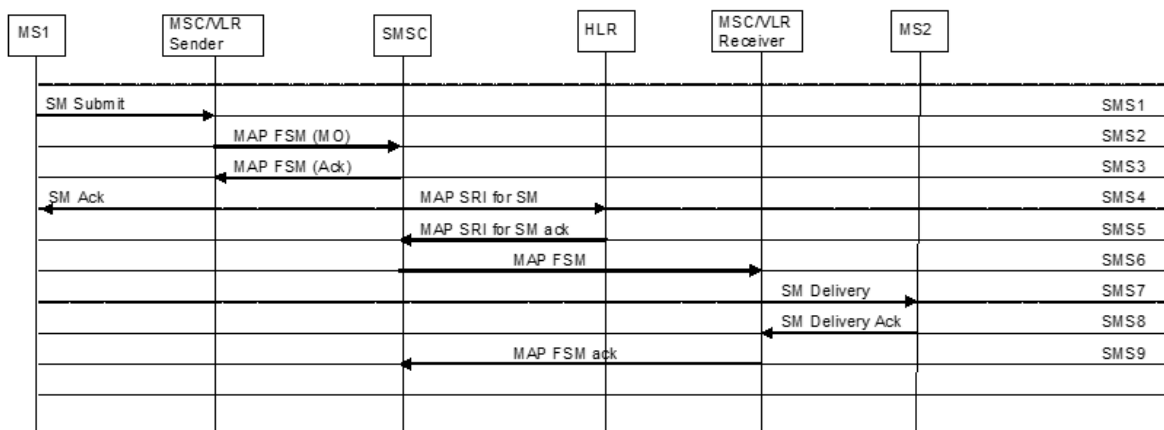 MS1
MSC/VLR
Sender
SMSC
HLR
MSC/VLR
Receiver
MS2
SM Submit
SMS1
MAP FSM (MO)
SMS2
MAP FSM (Ack)
SMS3
SM Ack
MAP SRI for SM
SMS4
MAP SRI for SM ack
SMS5
MAP FSM
SMS6
SM Delivery
SMS7
SM Delivery Ack
SMS8
MAP FSM ack
SMS9